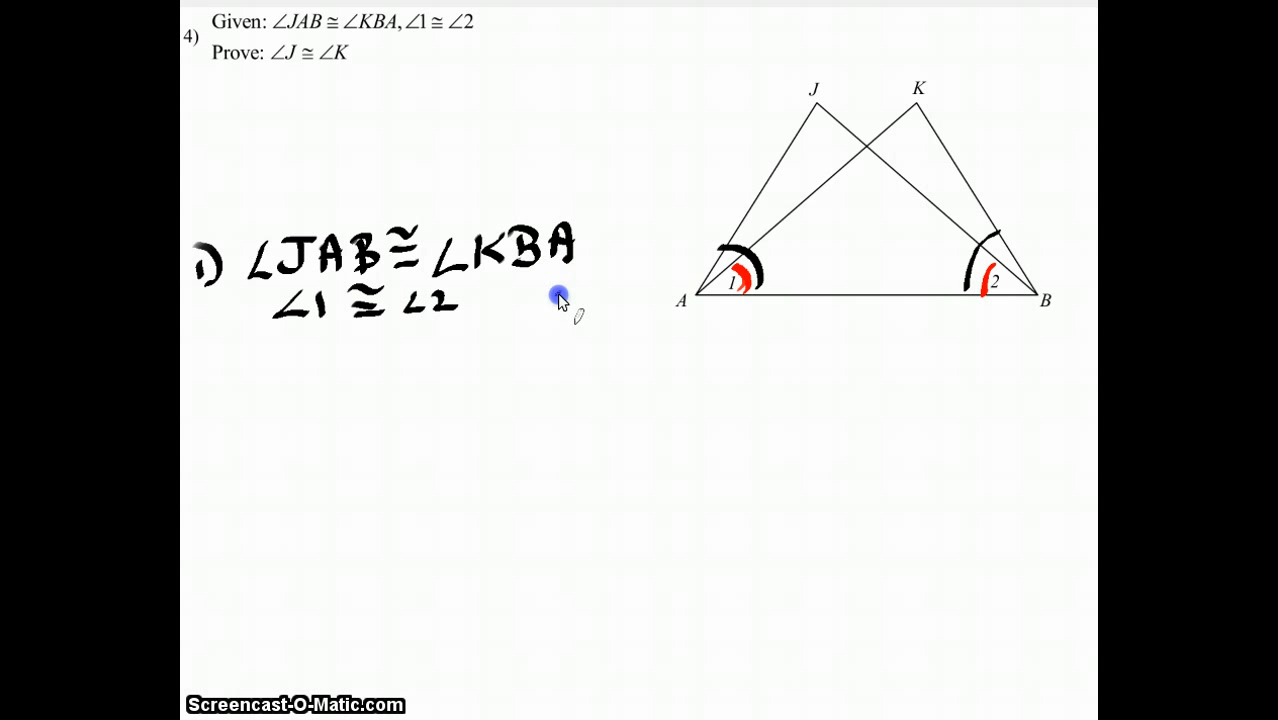 Given: ∠JAB ≅ ∠KBA, ∠1 ≅ ∠2
4)
Prove: ∠J ≅ ∠K
J
K
1) ∠JAB ≅ ∠KBA
∠1 ≅ ∠2
1
2
A
B
Screencast-O-Matic.com